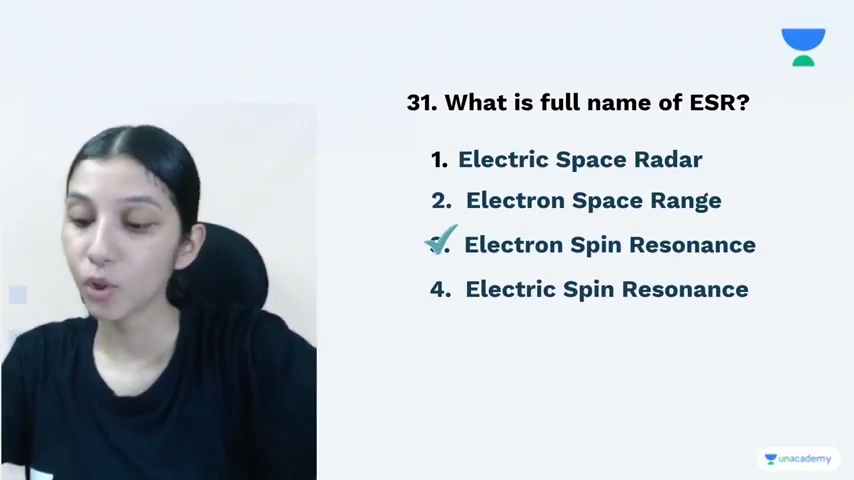 31. What is full name of ESR?
1. Electric Space Radar
2. Electron Space Range
Electron Spin Resonance
4. Electric Spin Resonance
unacademy